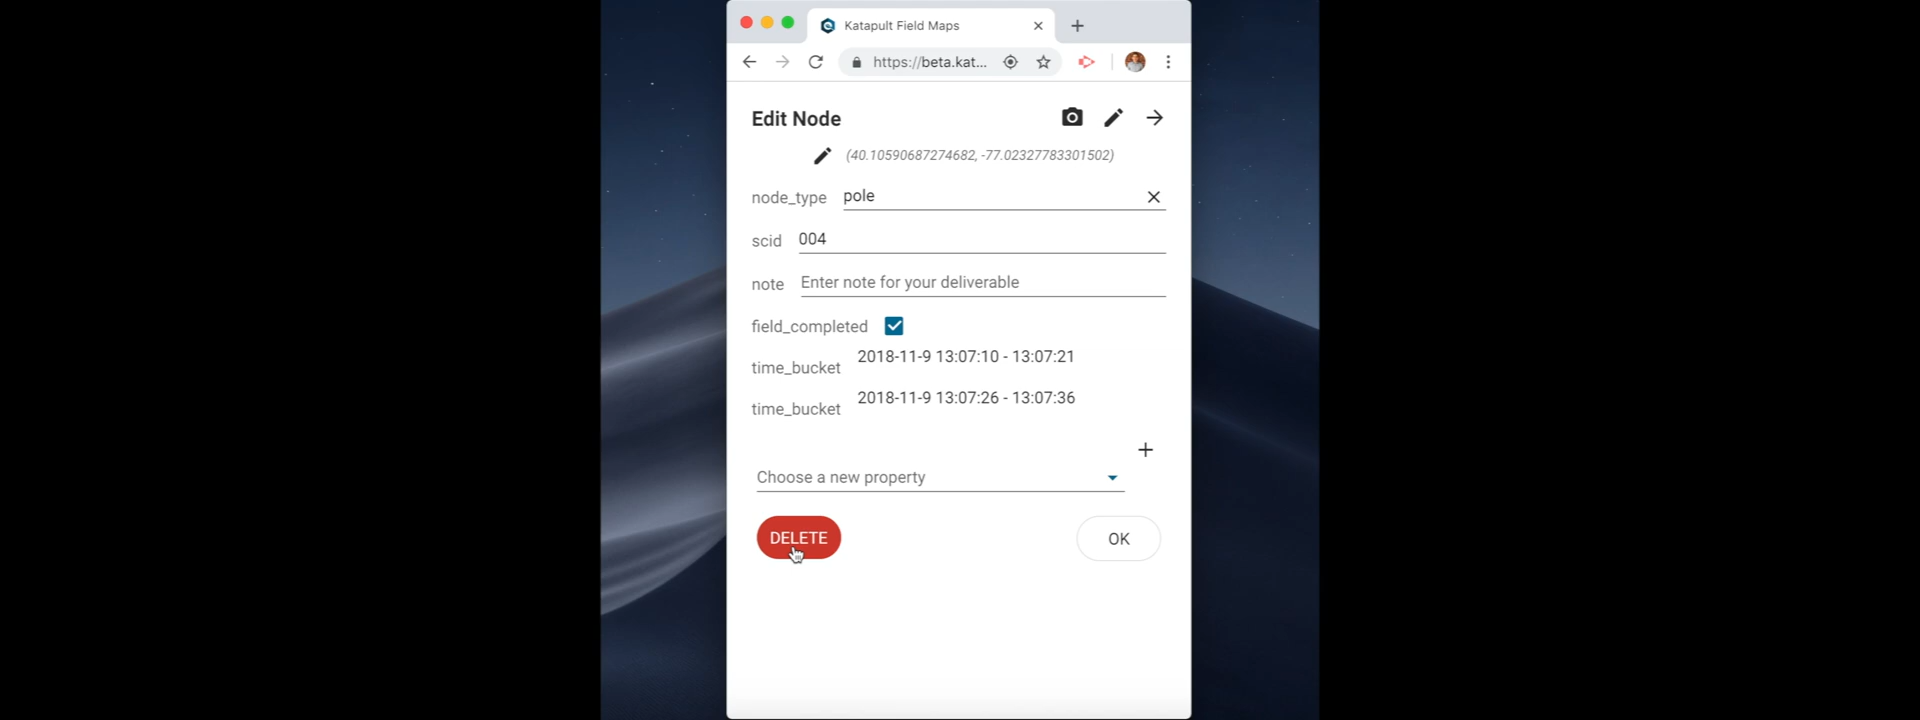 Katapult Field Maps
https://beta.kat...
Edit Node
(40.10590687274682, -77.02327783301502)
node_type pole
scid 004
note Enter note for your deliverable
field_completed
time_bucket 2018-11-9 13:07:10 - 13:07:21
time_bucket 2018-11-9 13:07:26 - 13:07:36
Choose a new property
DELETE OK